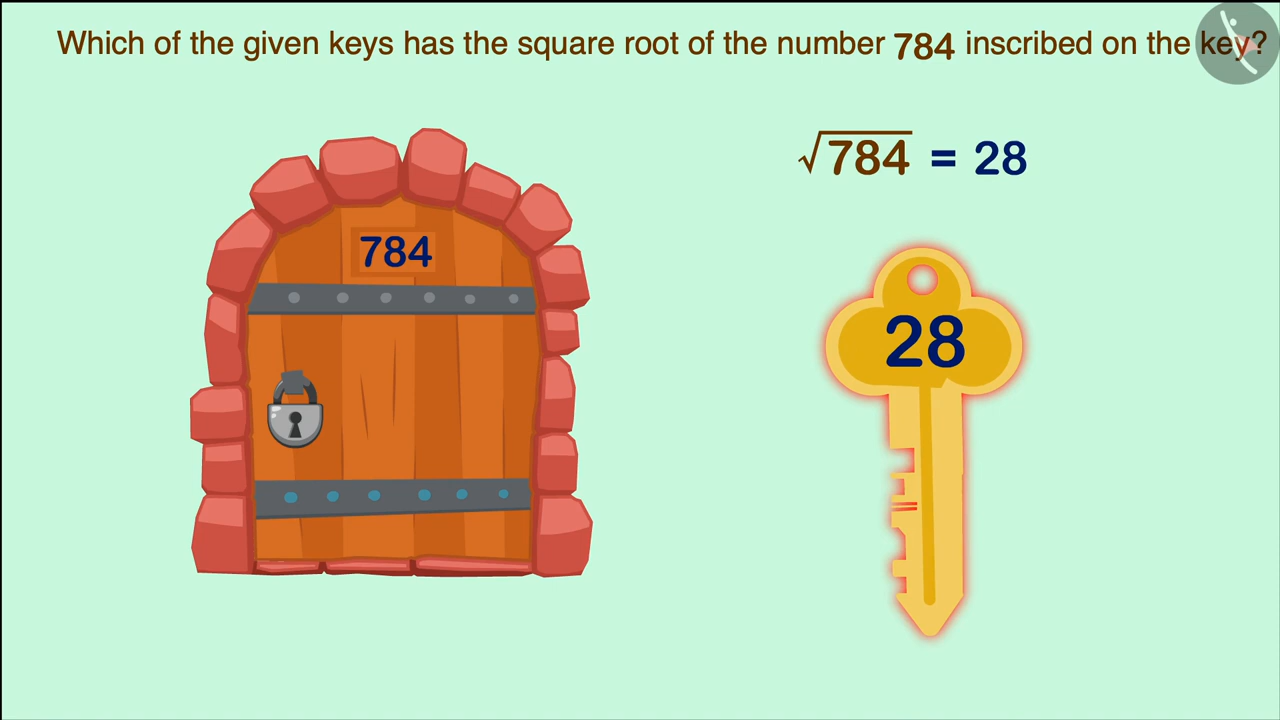 Which of the given keys has the square root of the number 784 inscribed on the key?
√784 = 28
784
28